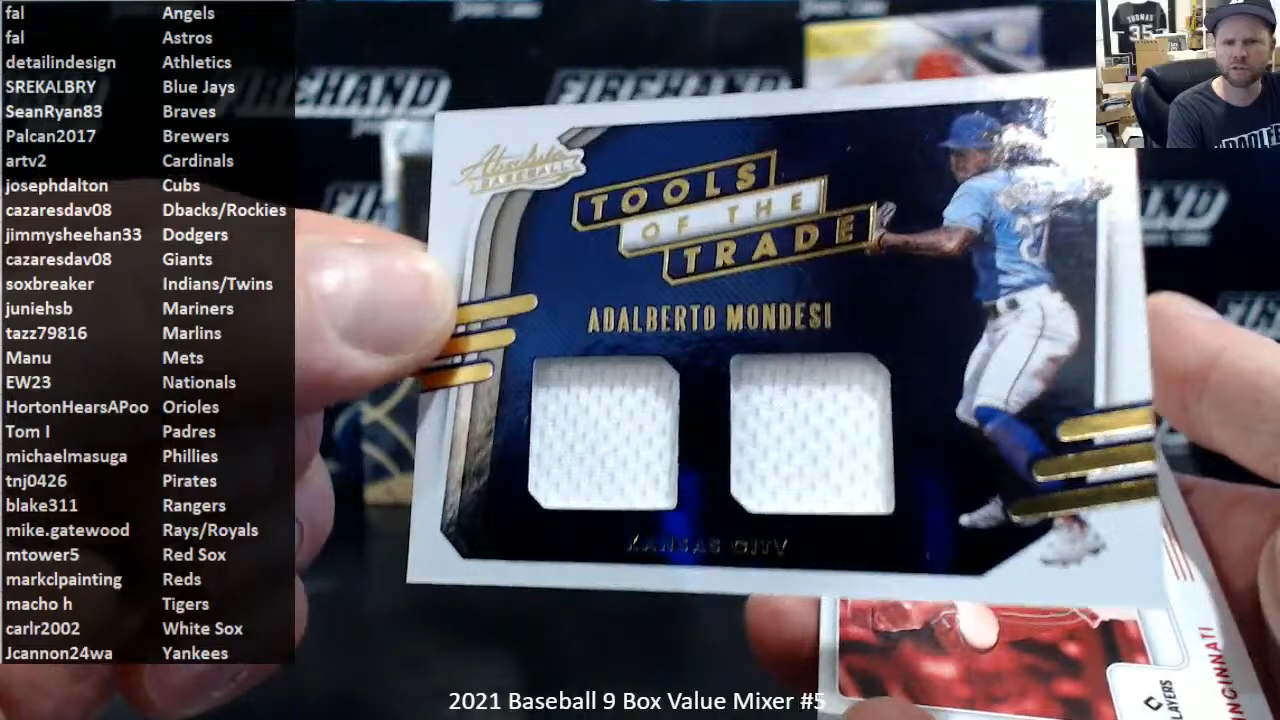 fal Angels
fal Astros
detailindesign Athletics
SREKALBRY Blue Jays
SeanRyan83 Braves
Palcan2017 Brewers
artv2 Cardinals
josephdalton Cubs
cazaresdav08 Dbacks/Rockies
jimmysheehan33 Dodgers
cazaresdav08 Giants
soxbreaker Indians/Twins
juniehsb Mariners
tazz79816 Marlins
Manu Mets
EW23 Nationals
HortonHearsAPoo Orioles
Tom I Padres
michaelmasuga Phillies
tnj0426 Pirates
blake311 Rangers
mike.gatewood Rays/Royals
mtower5 Red Sox
markclpainting Reds
macho h Tigers
carlr2002 White Sox
Jcannon24wa Yankees
FIREHAND
THOMAS
35
Absolute
BASEBALL
TOOLS
OF THE
TRADE
ADALBERTO MONDESI
27
KANSAS CITY
2021 Baseball 9 Box Value Mixer #5